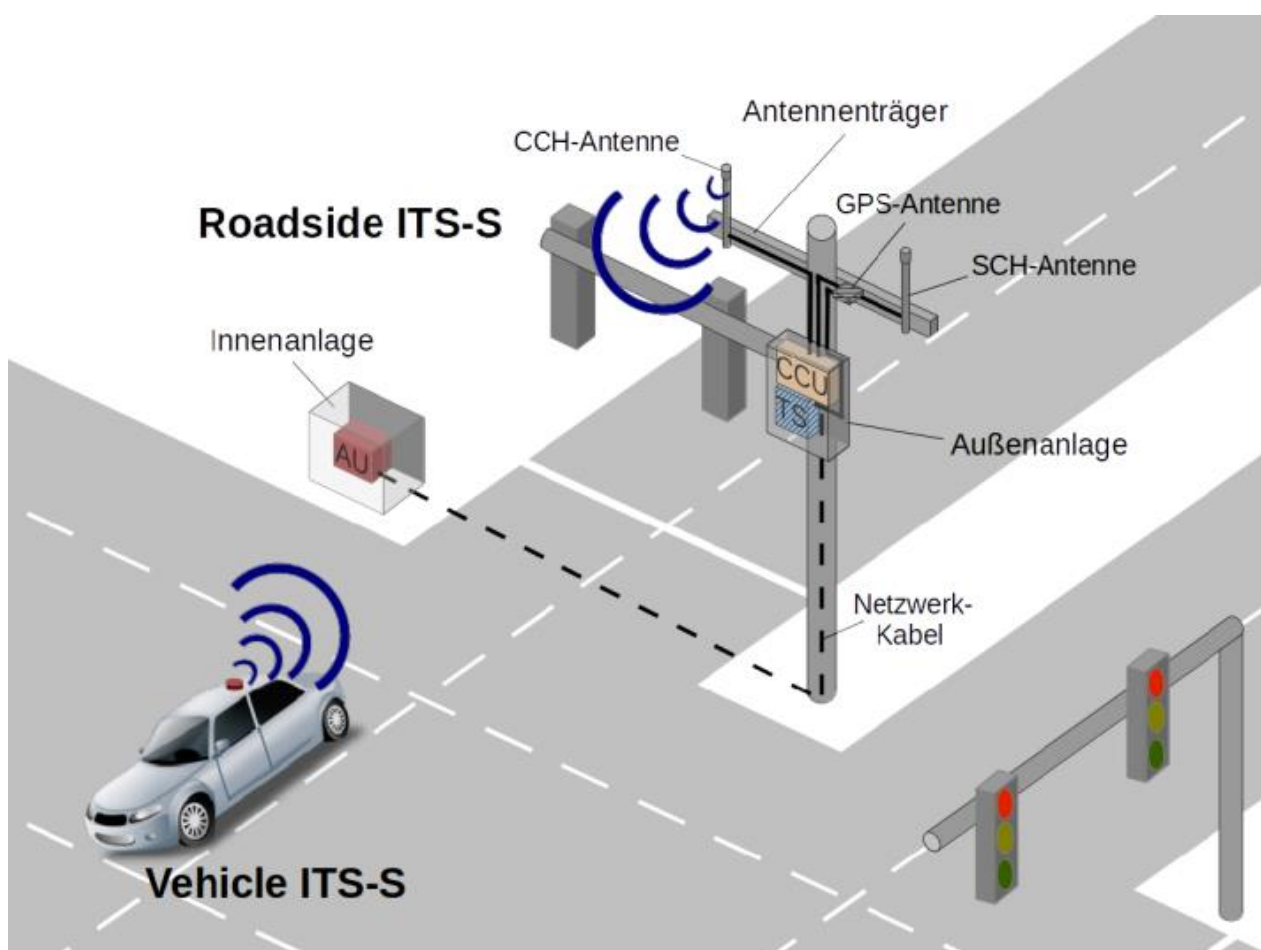 Antennenträger
CCH-Antenne
Roadside ITS-S
GPS-Antenne
SCH-Antenne
Innenanlage
CCU
TS
AU
Außenanlage
Netzwerk-
Kabel
Vehicle ITS-S